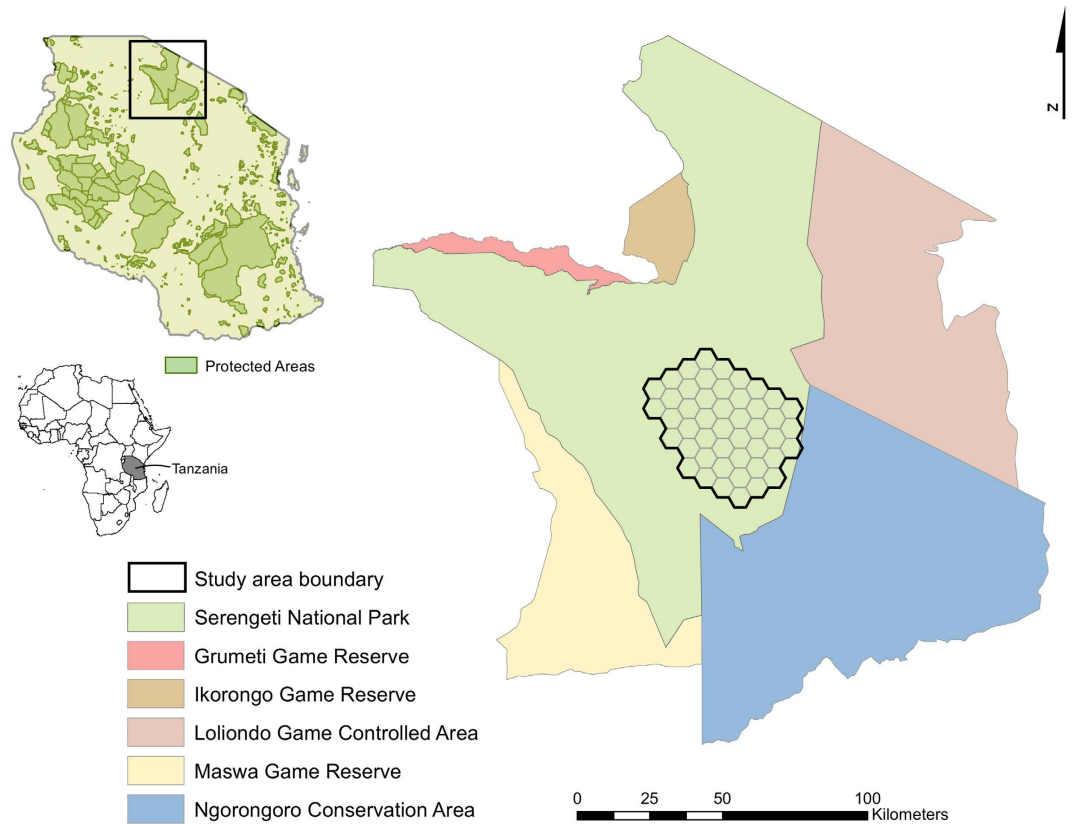 N
Protected Areas
Tanzania
Study area boundary
Serengeti National Park
Grumeti Game Reserve
Ikorongo Game Reserve
Loliondo Game Controlled Area
Maswa Game Reserve
Ngorongoro Conservation Area
0 25 50 100
Kilometers